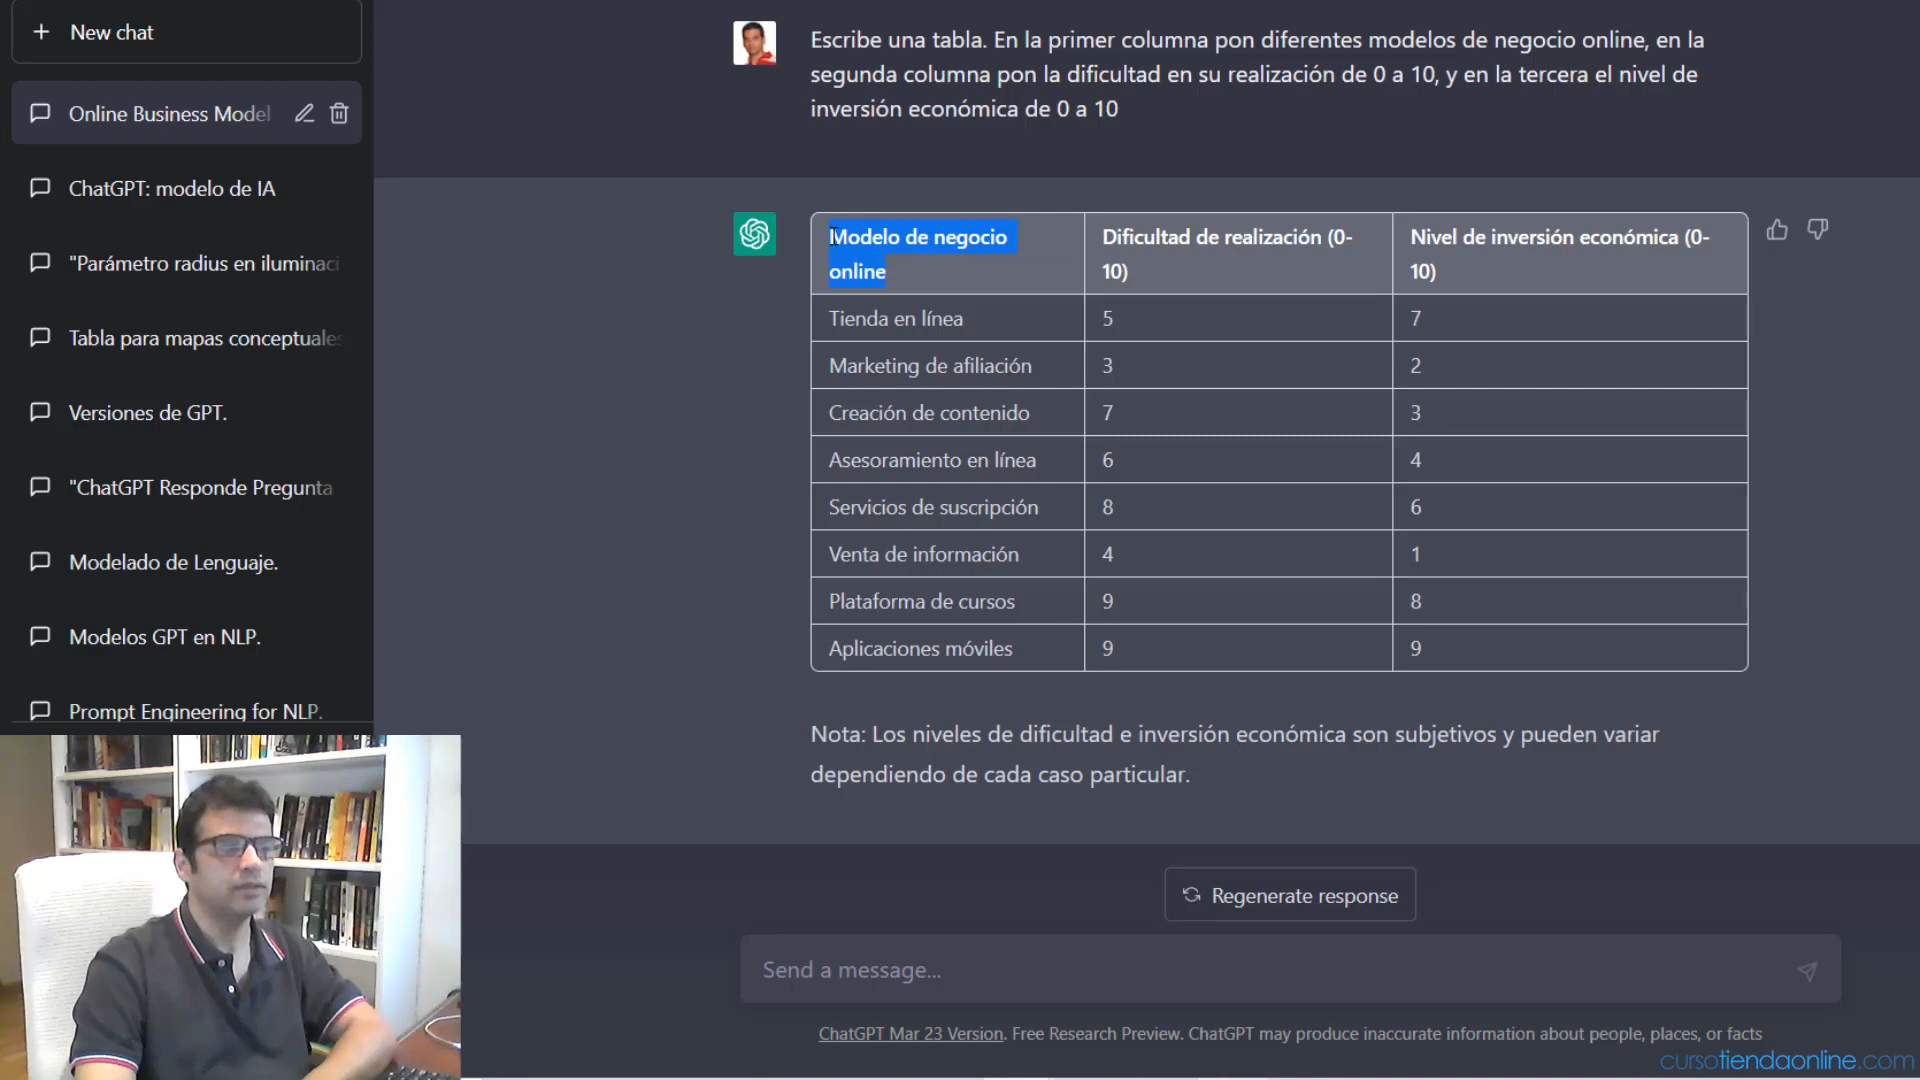 New chat
Online Business Model
ChatGPT: modelo de IA
"Parámetro radius en iluminaci
Tabla para mapas conceptuales
Versiones de GPT.
"ChatGPT Responde Pregunta
Modelado de Lenguaje.
Modelos GPT en NLP.
Prompt Engineering for NLP.
Escribe una tabla. En la primer columna pon diferentes modelos de negocio online, en la
segunda columna pon la dificultad en su realización de 0 a 10, y en la tercera el nivel de
inversión económica de 0 a 10
Modelo de negocio online Dificultad de realización (0-10) Nivel de inversión económica (0-10)
Tienda en línea 5 7
Marketing de afiliación 3 2
Creación de contenido 7 3
Asesoramiento en línea 6 4
Servicios de suscripción 8 6
Venta de información 4 1
Plataforma de cursos 9 8
Aplicaciones móviles 9 9
Nota: Los niveles de dificultad e inversión económica son subjetivos y pueden variar
dependiendo de cada caso particular.
Regenerate response
Send a message...
ChatGPT Mar 23 Version. Free Research Preview. ChatGPT may produce inaccurate information about people, places, or facts
cursotiendaonline.com